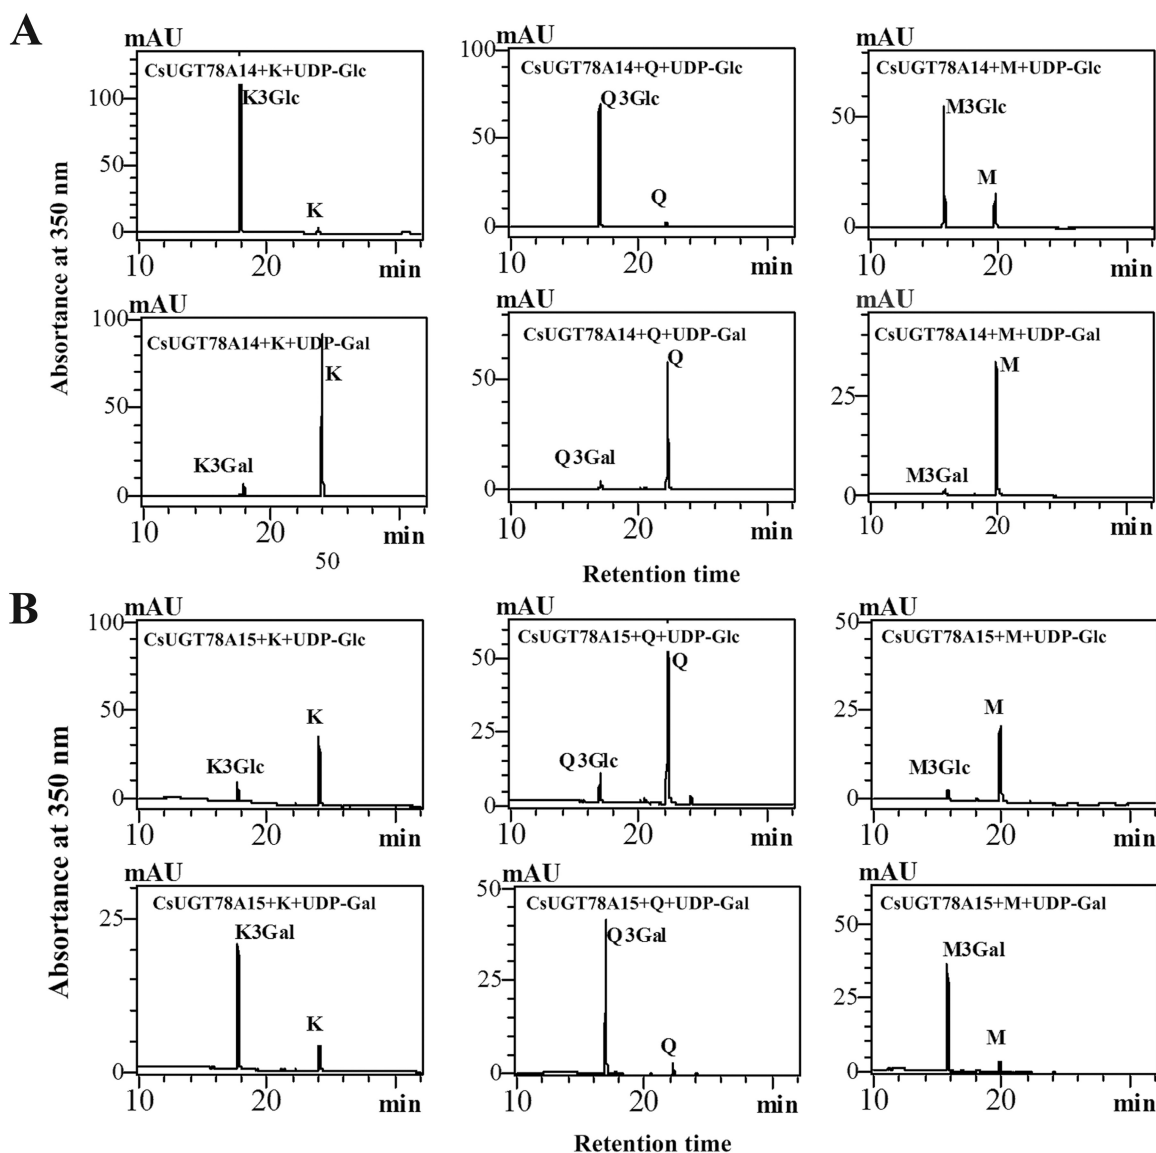 A
mAU
CsUGT78A14+K+UDP-Glc
K3Glc
100
50
0
K
10 20 min
mAU
CsUGT78A14+Q+UDP-Glc
Q3Glc
100
50
0
Q
10 20 min
mAU
CsUGT78A14+M+UDP-Glc
M3Glc
50
0
M
10 20 min
Absortance at 350 nm
mAU
100
CsUGT78A14+K+UDP-Gal
K
50
K3Gal
0
10 20 min
50
mAU
CsUGT78A14+Q+UDP-Gal
Q
50
Q3Gal
0
10 20 min
mAU
CsUGT78A14+M+UDP-Gal
M
25
M3Gal
0
10 20 min
Retention time
B
mAU
100
CsUGT78A15+K+UDP-Glc
50
K
K3Glc
0
10 20 min
mAU
CsUGT78A15+Q+UDP-Glc
50
Q
25
Q3Glc
0
10 20 min
mAU
50
CsUGT78A15+M+UDP-Glc
25
M
M3Glc
0
10 20 min
Absortance at 350 nm
mAU
CsUGT78A15+K+UDP-Gal
25
K3Gal
K
0
10 20 min
mAU
50
CsUGT78A15+Q+UDP-Gal
Q3Gal
25
Q
0
10 20 min
mAU
CsUGT78A15+M+UDP-Gal
50
M3Gal
25
M
0
10 20 min
Retention time